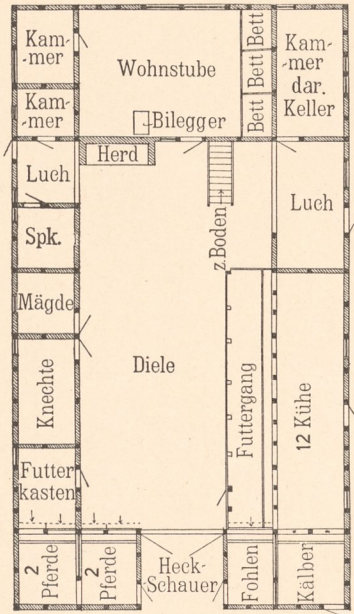 Kam-
-mer
Kam-
mer
Wohnstube
Bilegger
Bett
Bett
Bett
Kam-
-mer
dar.
Keller
Herd
Luch
Luch
z. Boden
Spk.
Mägde
Knechte
Diele
Futtergang
12 Kühe
Futter
kasten
2
Pferde
2
Pferde
Heck-
-Schauer
Fohlen
Kälber